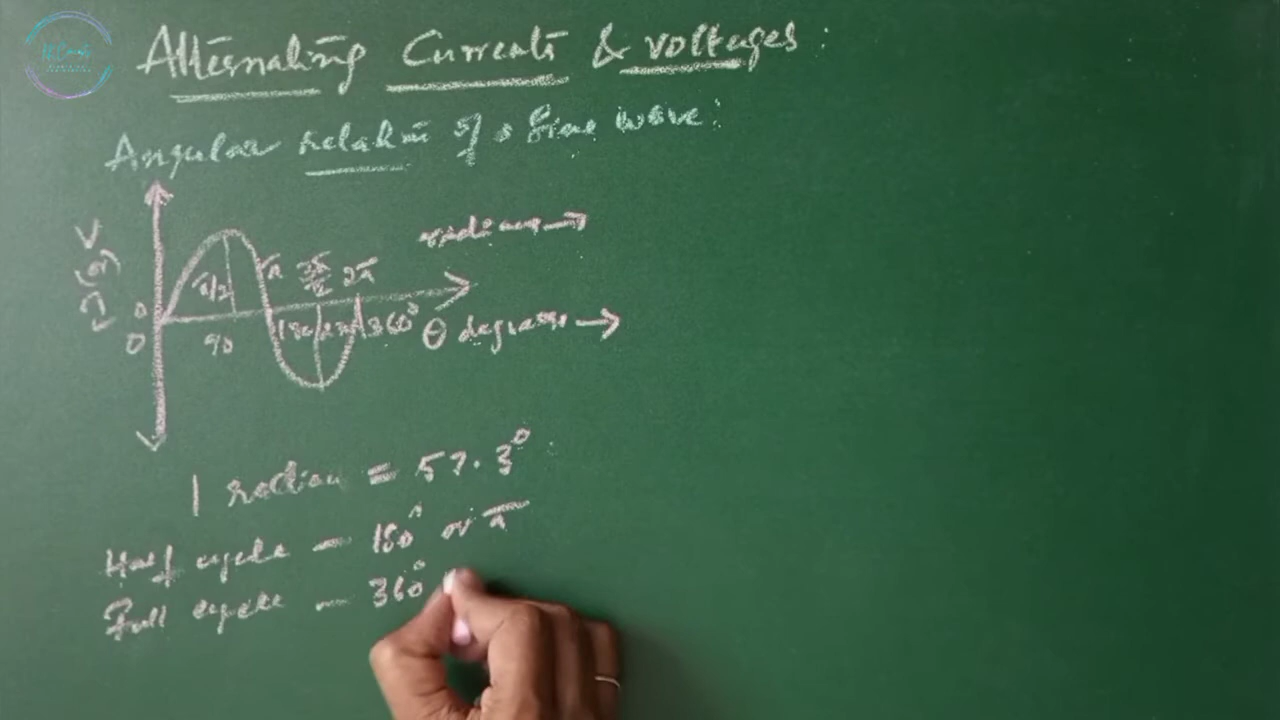 Alternating Currents & voltages :
Angular relation of a Sine wave :
V (or) I
radians →
π/2 π 3π/2 2π
0
0 90 180 270 360° θ degrees →
1 radian = 57.3°
Half cycle – 180° or π
Full cycle – 360°